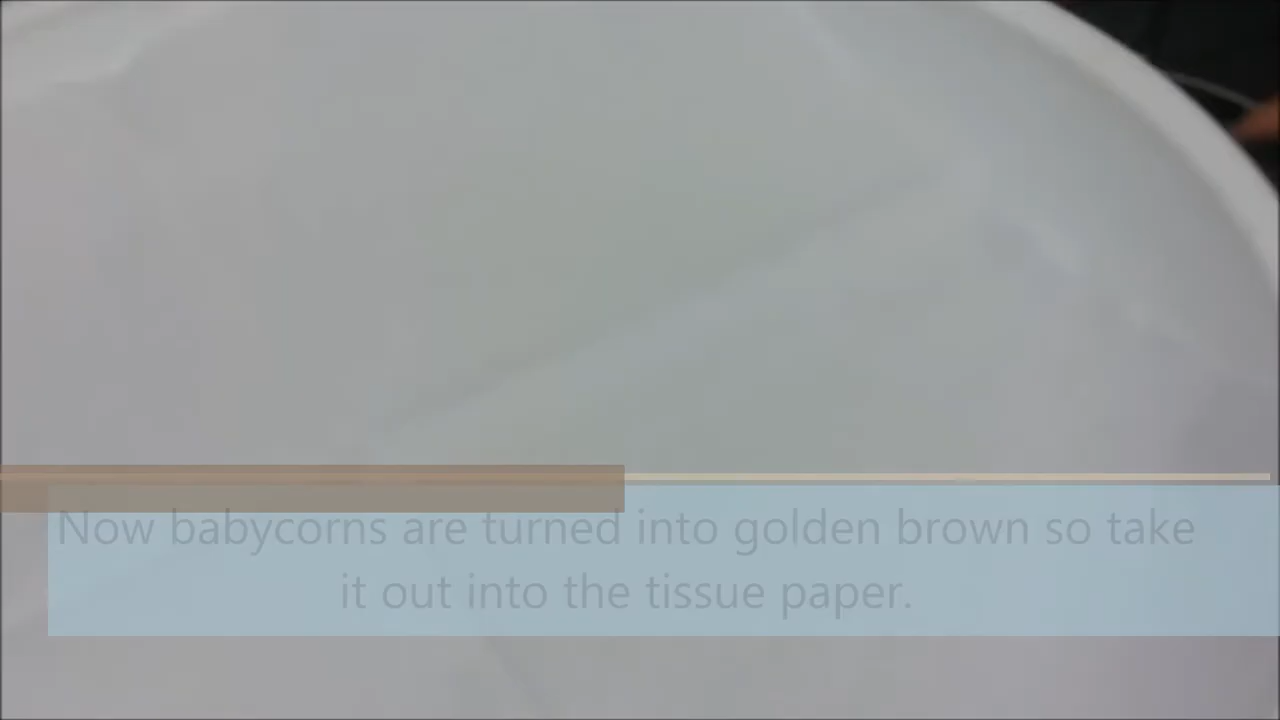 Now babycorns are turned into golden brown so take
it out into the tissue paper.